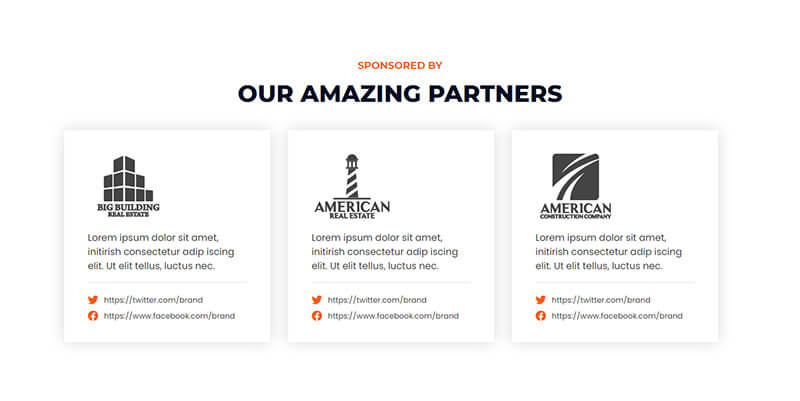 SPONSORED BY
OUR AMAZING PARTNERS
BIG BUILDING
REAL ESTATE
Lorem ipsum dolor sit amet,
initirish consectetur adip iscing
elit. Ut elit tellus, luctus nec.
https://twitter.com/brand
https://www.facebook.com/brand
AMERICAN
REAL ESTATE
Lorem ipsum dolor sit amet,
initirish consectetur adip iscing
elit. Ut elit tellus, luctus nec.
https://twitter.com/brand
https://www.facebook.com/brand
AMERICAN
CONSTRUCTION COMPANY
Lorem ipsum dolor sit amet,
initirish consectetur adip iscing
elit. Ut elit tellus, luctus nec.
https://twitter.com/brand
https://www.facebook.com/brand